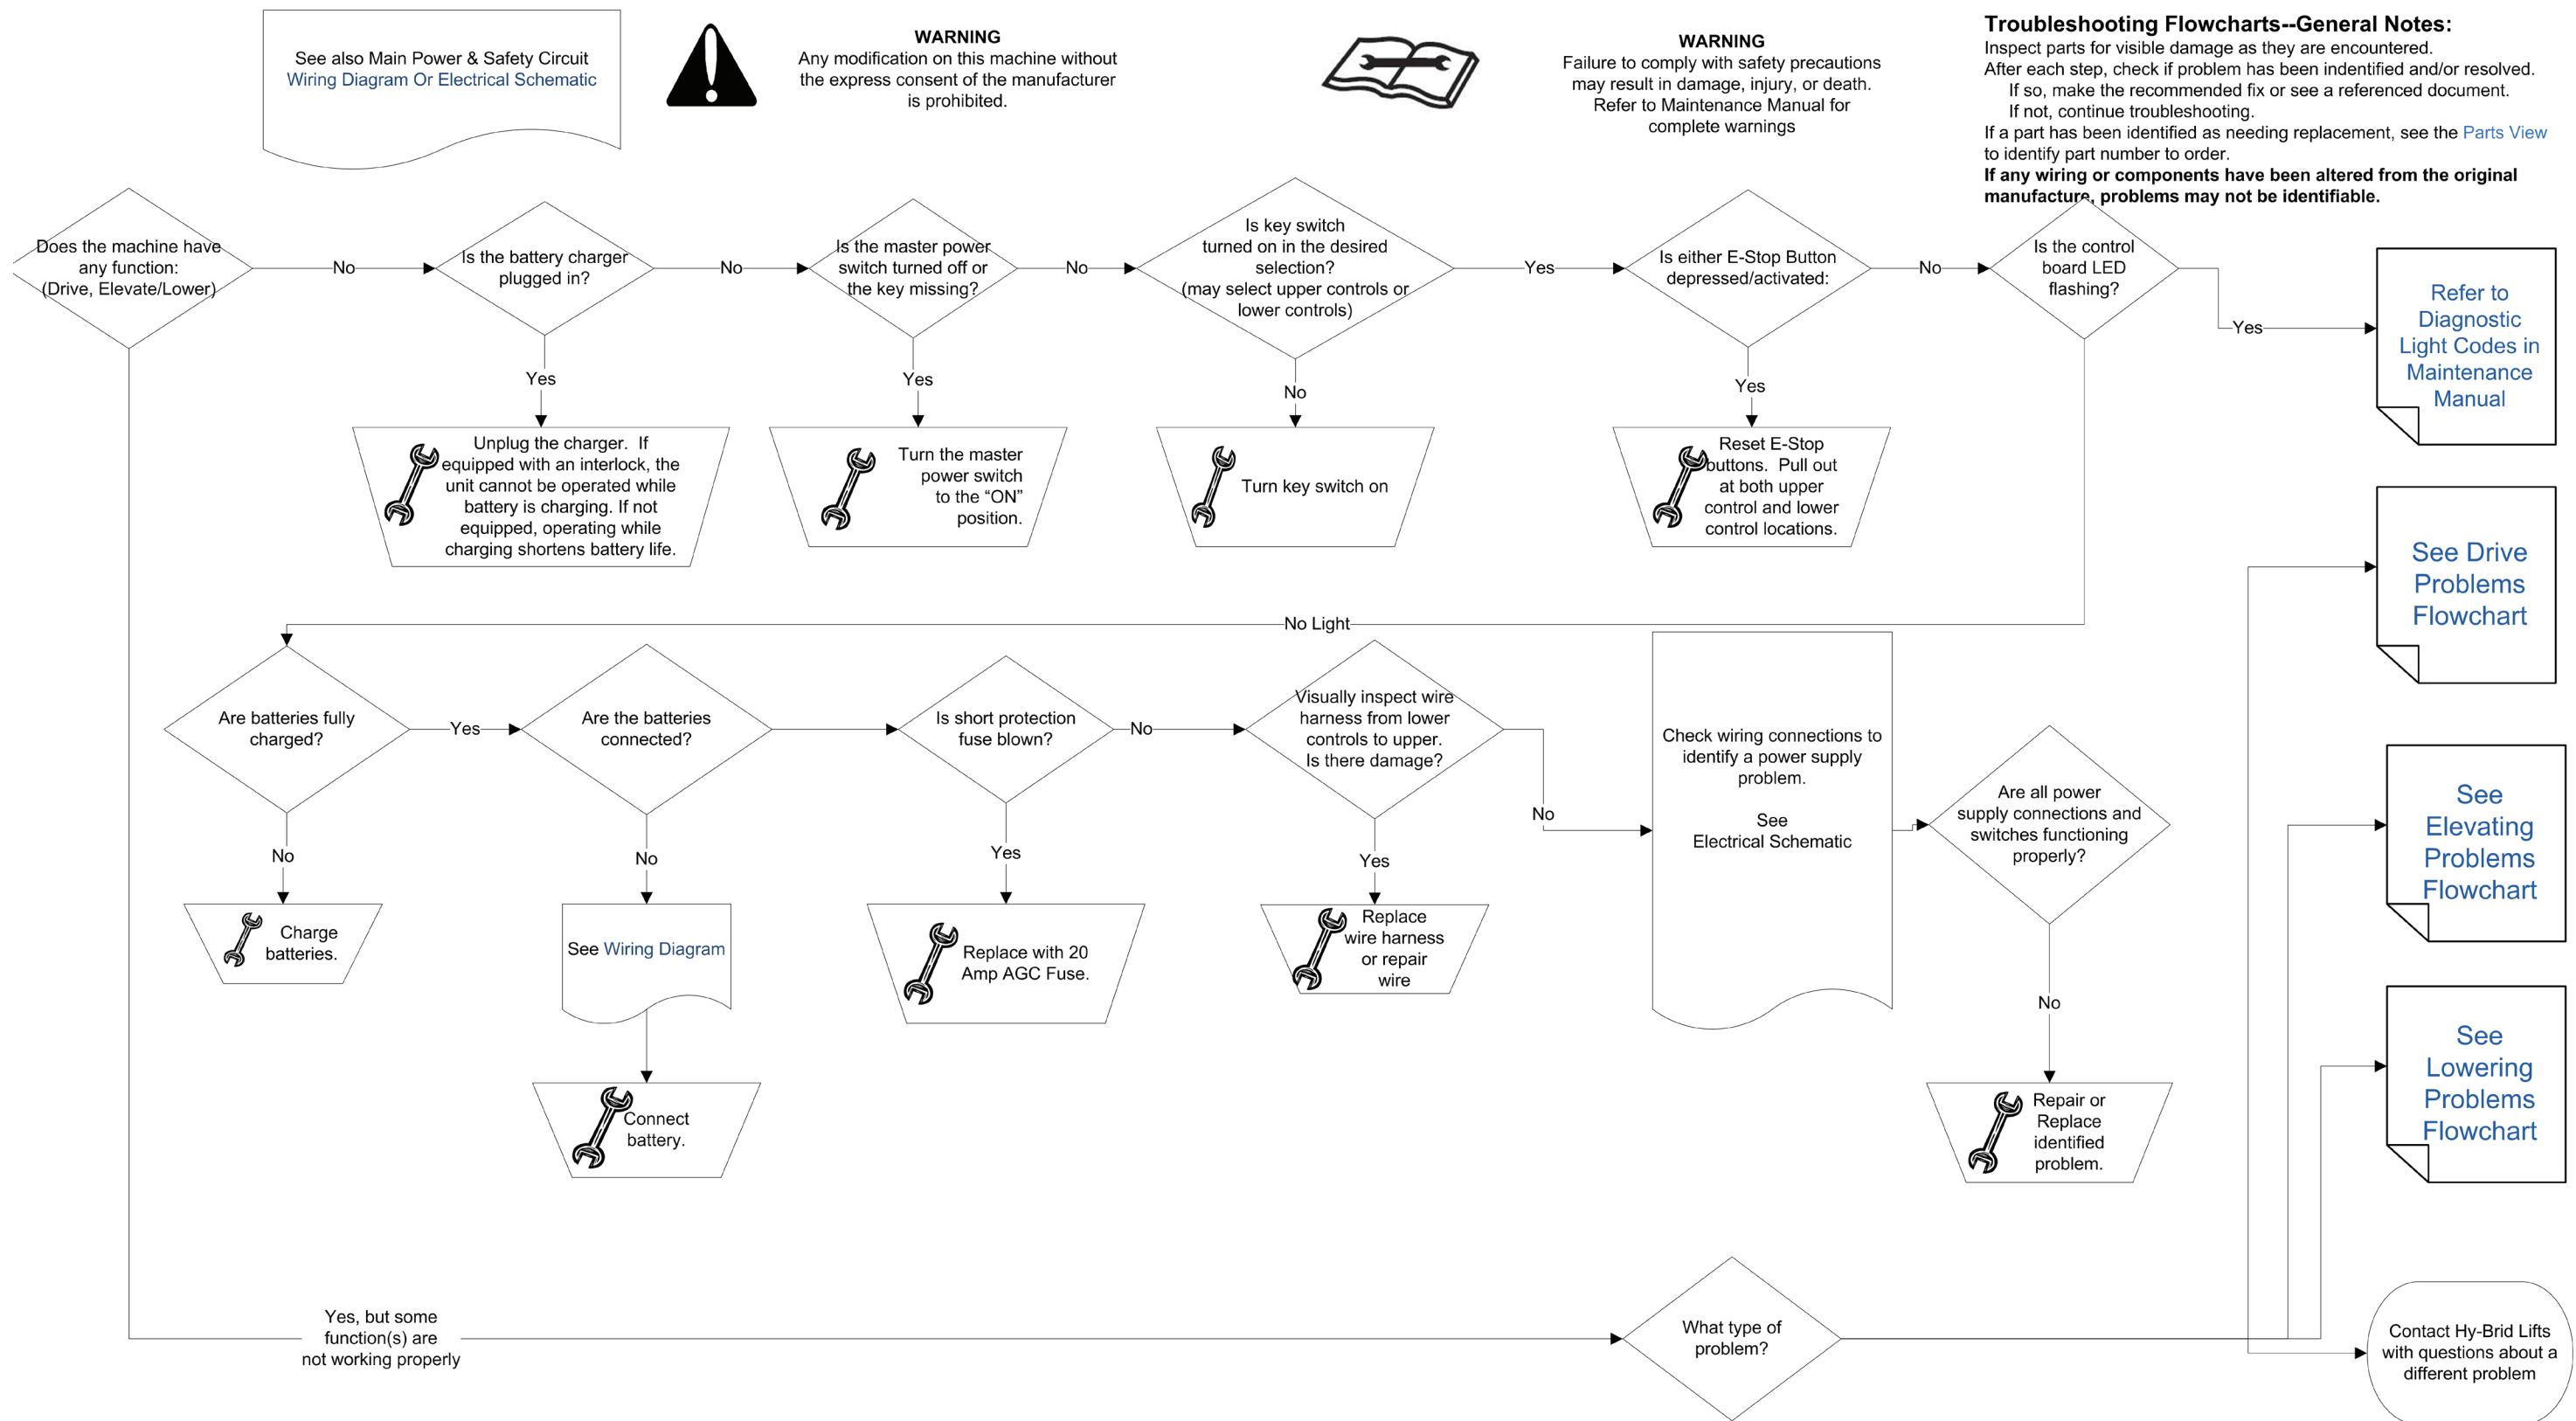 See also Main Power & Safety Circuit
Wiring Diagram Or Electrical Schematic
WARNING
Any modification on this machine without
the express consent of the manufacturer
is prohibited.
WARNING
Failure to comply with safety precautions
may result in damage, injury, or death.
Refer to Maintenance Manual for
complete warnings
Troubleshooting Flowcharts--General Notes:
Inspect parts for visible damage as they are encountered.
After each step, check if problem has been indentified and/or resolved.
If so, make the recommended fix or see a referenced document.
If not, continue troubleshooting.
If a part has been identified as needing replacement, see the Parts View
to identify part number to order.
If any wiring or components have been altered from the original
manufacture, problems may not be identifiable.
Does the machine have
any function:
(Drive, Elevate/Lower)
No
Is the battery charger
plugged in?
No
Is the master power
switch turned off or
the key missing?
No
Is key switch
turned on in the desired
selection?
(may select upper controls or
lower controls)
Yes
Is either E-Stop Button
depressed/activated:
No
Is the control
board LED
flashing?
Yes
Refer to
Diagnostic
Light Codes in
Maintenance
Manual
Yes
Unplug the charger. If
equipped with an interlock, the
unit cannot be operated while
battery is charging. If not
equipped, operating while
charging shortens battery life.
Yes
Turn the master
power switch
to the “ON”
position.
No
Turn key switch on
Yes
Reset E-Stop
buttons. Pull out
at both upper
control and lower
control locations.
See Drive
Problems
Flowchart
No Light
Are batteries fully
charged?
Yes
Are the batteries
connected?
Is short protection
fuse blown?
No
Visually inspect wire
harness from lower
controls to upper.
Is there damage?
No
Check wiring connections to
identify a power supply
problem.
See
Electrical Schematic
Are all power
supply connections and
switches functioning
properly?
See
Elevating
Problems
Flowchart
No
Charge
batteries.
No
See Wiring Diagram
Connect
battery.
Yes
Replace with 20
Amp AGC Fuse.
Yes
Replace
wire harness
or repair
wire
No
Repair or
Replace
identified
problem.
See
Lowering
Problems
Flowchart
Yes, but some
function(s) are
not working properly
What type of
problem?
Contact Hy-Brid Lifts
with questions about a
different problem